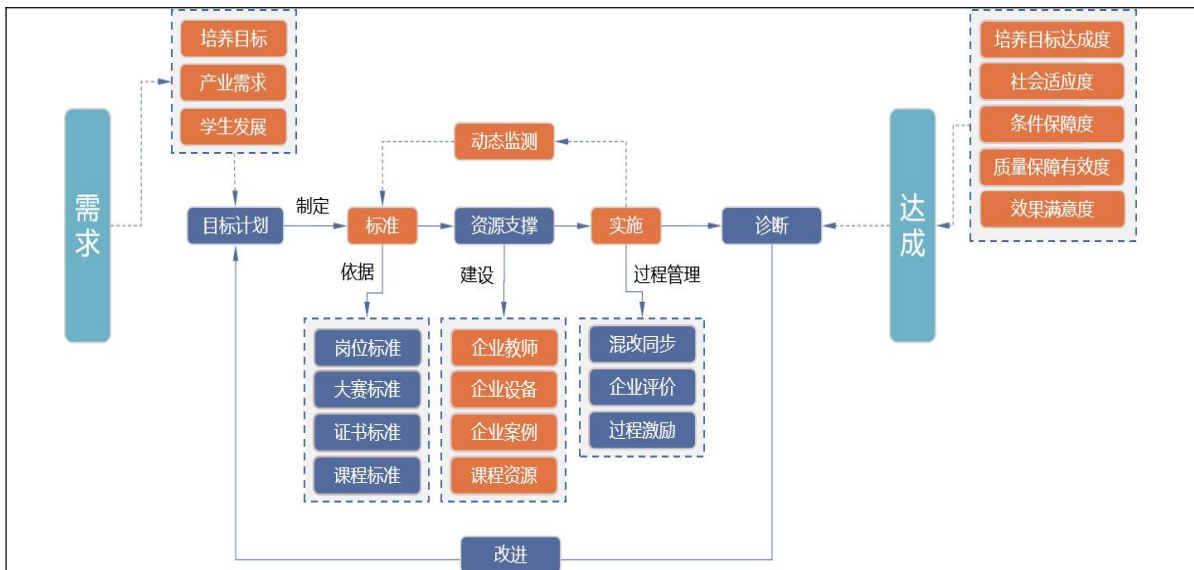 培养目标
产业需求
学生发展
培养目标达成度
社会适应度
条件保障度
质量保障有效度
效果满意度
动态监测
需求
达成
目标计划
制定
标准
资源支撑
实施
诊断
依据
建设
过程管理
岗位标准
大赛标准
证书标准
课程标准
企业教师
企业设备
企业案例
课程资源
混改同步
企业评价
过程激励
改进